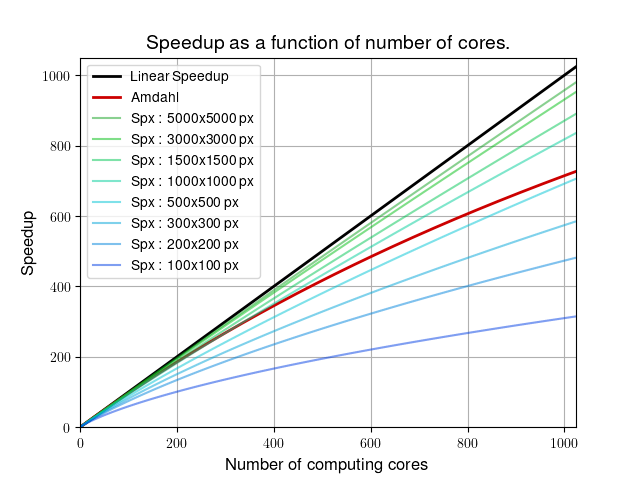 Speedup as a function of number of cores.
Linear Speedup
Amdahl
Spx : 5000x5000 px
Spx : 3000x3000 px
Spx : 1500x1500 px
Spx : 1000x1000 px
Spx : 500x500 px
Spx : 300x300 px
Spx : 200x200 px
Spx : 100x100 px
Speedup
1000
800
600
400
200
0
0 200 400 600 800 1000
Number of computing cores